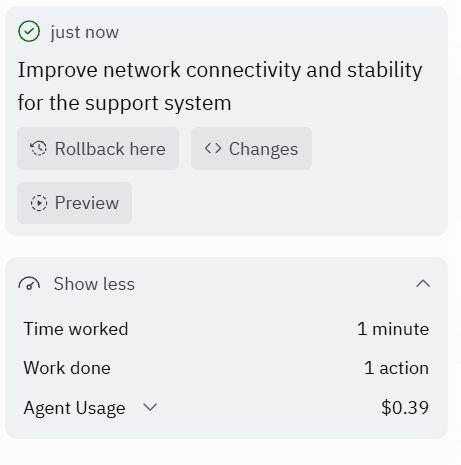 just now
Improve network connectivity and stability
for the support system
Rollback here
Changes
Preview
Show less
Time worked 1 minute
Work done 1 action
Agent Usage $0.39